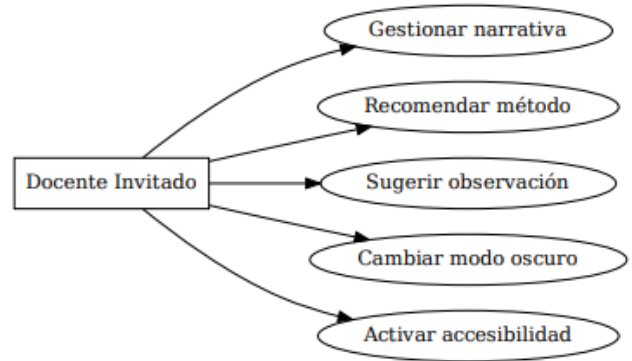 Gestionar narrativa
Recomendar método
Docente Invitado
Sugerir observación
Cambiar modo oscuro
Activar accesibilidad